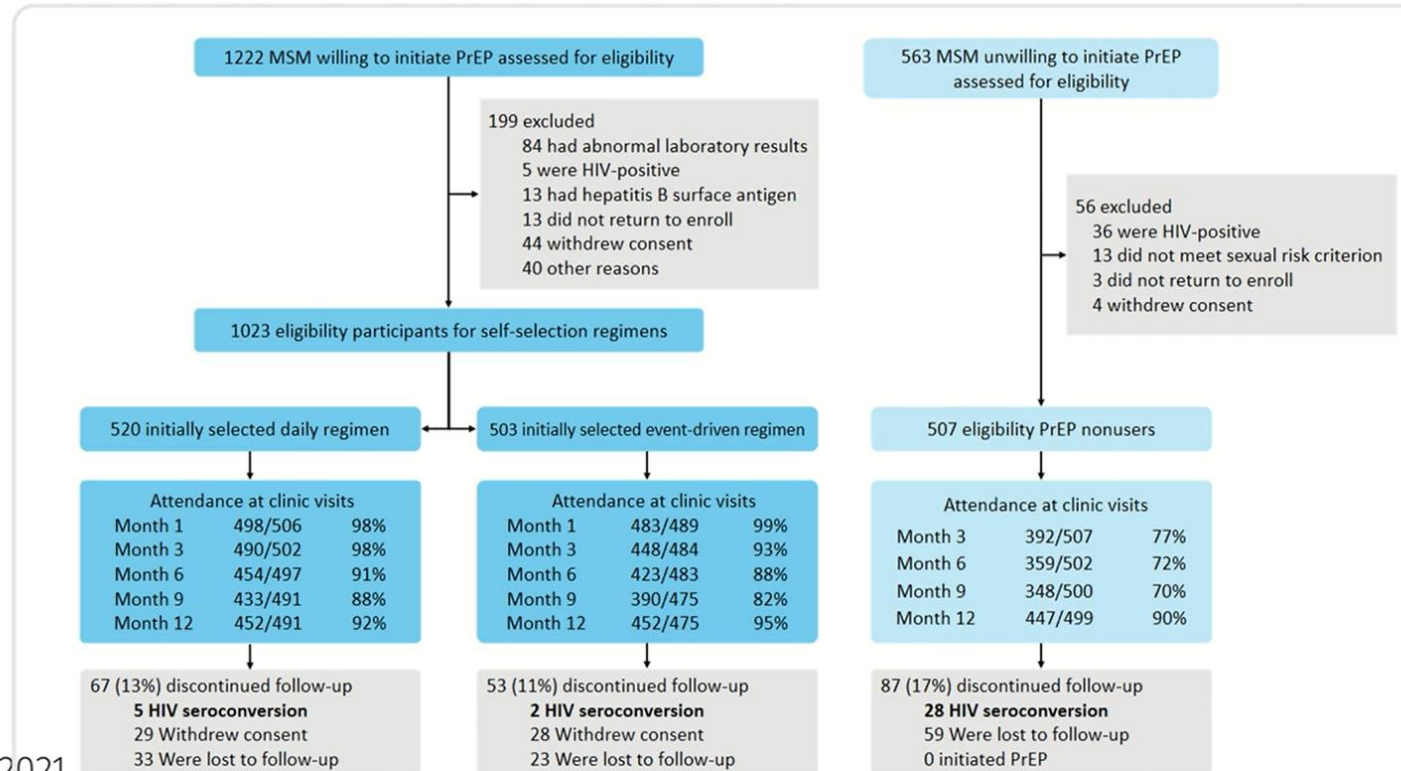 1222 MSM willing to initiate PrEP assessed for eligibility
563 MSM unwilling to initiate PrEP
assessed for eligibility
199 excluded
84 had abnormal laboratory results
5 were HIV-positive
13 had hepatitis B surface antigen
13 did not return to enroll
44 withdrew consent
40 other reasons
56 excluded
36 were HIV-positive
13 did not meet sexual risk criterion
3 did not return to enroll
4 withdrew consent
1023 eligibility participants for self-selection regimens
520 initially selected daily regimen
503 initially selected event-driven regimen
507 eligibility PrEP nonusers
Attendance at clinic visits
Month 1 498/506 98%
Month 3 490/502 98%
Month 6 454/497 91%
Month 9 433/491 88%
Month 12 452/491 92%
Attendance at clinic visits
Month 1 483/489 99%
Month 3 448/484 93%
Month 6 423/483 88%
Month 9 390/475 82%
Month 12 452/475 95%
Attendance at clinic visits
Month 3 392/507 77%
Month 6 359/502 72%
Month 9 348/500 70%
Month 12 447/499 90%
67 (13%) discontinued follow-up
5 HIV seroconversion
29 Withdrew consent
33 Were lost to follow-up
53 (11%) discontinued follow-up
2 HIV seroconversion
28 Withdrew consent
23 Were lost to follow-up
87 (17%) discontinued follow-up
28 HIV seroconversion
59 Were lost to follow-up
0 initiated PrEP
2021